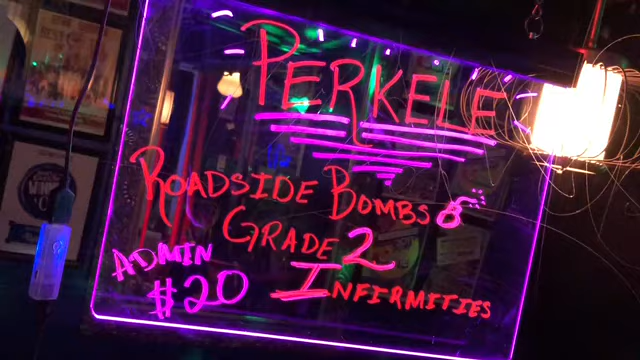 PERKELE
ROADSIDE BOMBS
GRADE 2
INFIRMITIES
ADMIN
#20